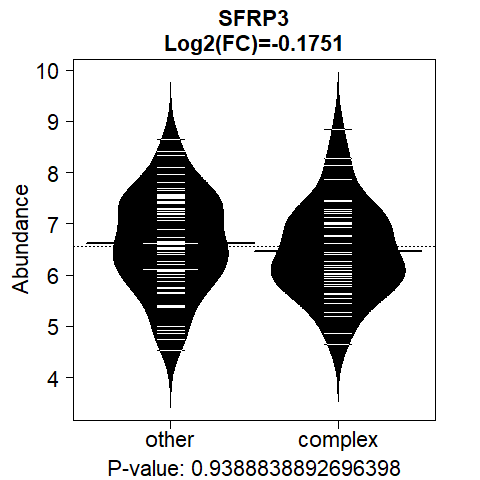 SFRP3
Log2(FC)=-0.1751
Abundance
10
9
8
7
6
5
4
other complex
P-value: 0.9388838892696398